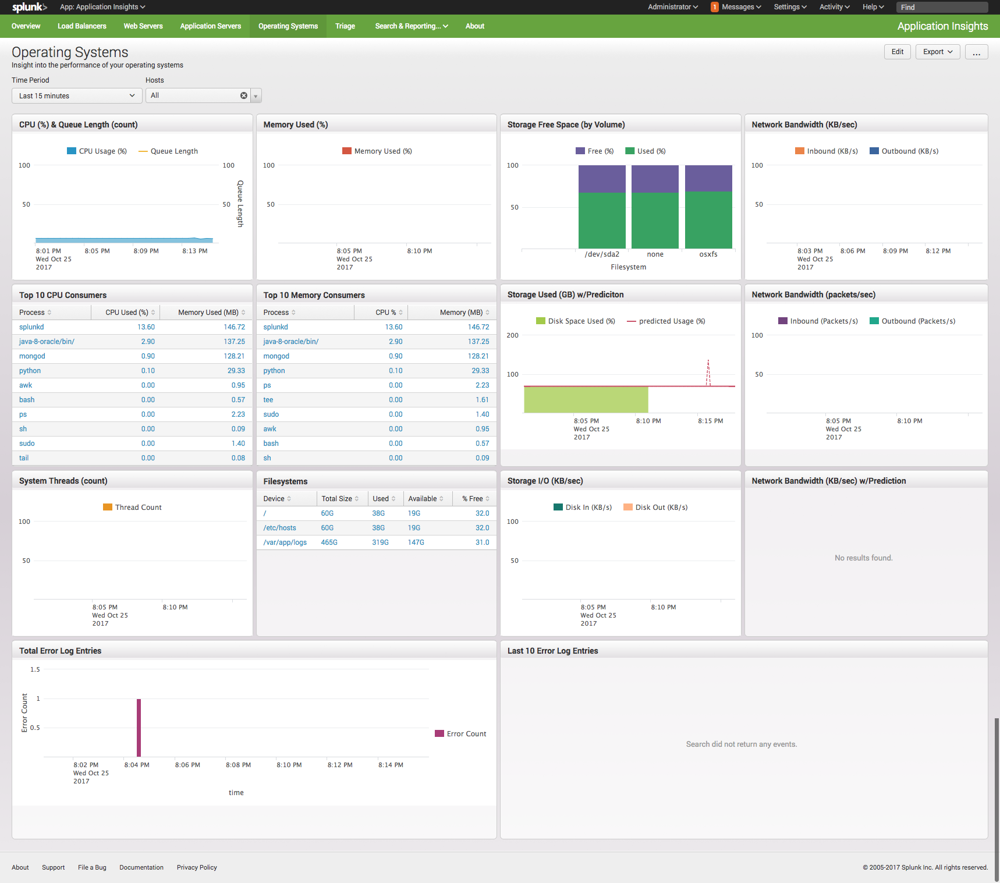 splunk> App: Application Insights Administrator 1 Messages Settings Activity Help Find
Overview Load Balancers Web Servers Application Servers Operating Systems Triage Search & Reporting... About Application Insights
Operating Systems
Edit Export ...
Insight into the performance of your operating systems
Time Period Hosts
Last 15 minutes All
CPU (%) & Queue Length (count)
CPU Usage (%) Queue Length
100 100
50 50
Queue Length
8:01 PM 8:05 PM 8:09 PM 8:13 PM
Wed Oct 25
2017
Memory Used (%)
Memory Used (%)
100
50
8:05 PM 8:10 PM
Wed Oct 25
2017
Storage Free Space (by Volume)
Free (%) Used (%)
100
50
/dev/sda2 none osxfs
Filesystem
Network Bandwidth (KB/sec)
Inbound (KB/s) Outbound (KB/s)
100
50
8:03 PM 8:06 PM 8:09 PM 8:12 PM
Wed Oct 25
2017
Top 10 CPU Consumers
Process CPU Used (%) Memory Used (MB)
splunkd 13.60 146.72
java-8-oracle/bin/ 2.90 137.25
mongod 0.90 128.21
python 0.10 29.33
awk 0.00 0.95
bash 0.00 0.57
ps 0.00 2.23
sh 0.00 0.09
sudo 0.00 1.40
tail 0.00 0.08
Top 10 Memory Consumers
Process CPU % Memory (MB)
splunkd 13.60 146.72
java-8-oracle/bin/ 2.90 137.25
mongod 0.90 128.21
python 0.10 29.33
ps 0.00 2.23
tee 0.00 1.61
sudo 0.00 1.40
awk 0.00 0.95
bash 0.00 0.57
sh 0.00 0.09
Storage Used (GB) w/Prediciton
Disk Space Used (%) predicted Usage (%)
200
100
8:05 PM 8:10 PM 8:15 PM
Wed Oct 25
2017
Network Bandwidth (packets/sec)
Inbound (Packets/s) Outbound (Packets/s)
100
50
8:05 PM 8:10 PM
Wed Oct 25
2017
System Threads (count)
Thread Count
100
50
8:05 PM 8:10 PM
Wed Oct 25
2017
Filesystems
Device Total Size Used Available % Free
/ 60G 38G 19G 32.0
/etc/hosts 60G 38G 19G 32.0
/var/app/logs 465G 319G 147G 31.0
Storage I/O (KB/sec)
Disk In (KB/s) Disk Out (KB/s)
100
50
8:05 PM 8:10 PM
Wed Oct 25
2017
Network Bandwidth (KB/sec) w/Prediction
No results found.
Total Error Log Entries
1.5
1
0.5
Error Count
Error Count
8:02 PM 8:04 PM 8:06 PM 8:08 PM 8:10 PM 8:12 PM 8:14 PM
Wed Oct 25
2017
time
Last 10 Error Log Entries
Search did not return any events.
About Support File a Bug Documentation Privacy Policy © 2005-2017 Splunk Inc. All rights reserved.